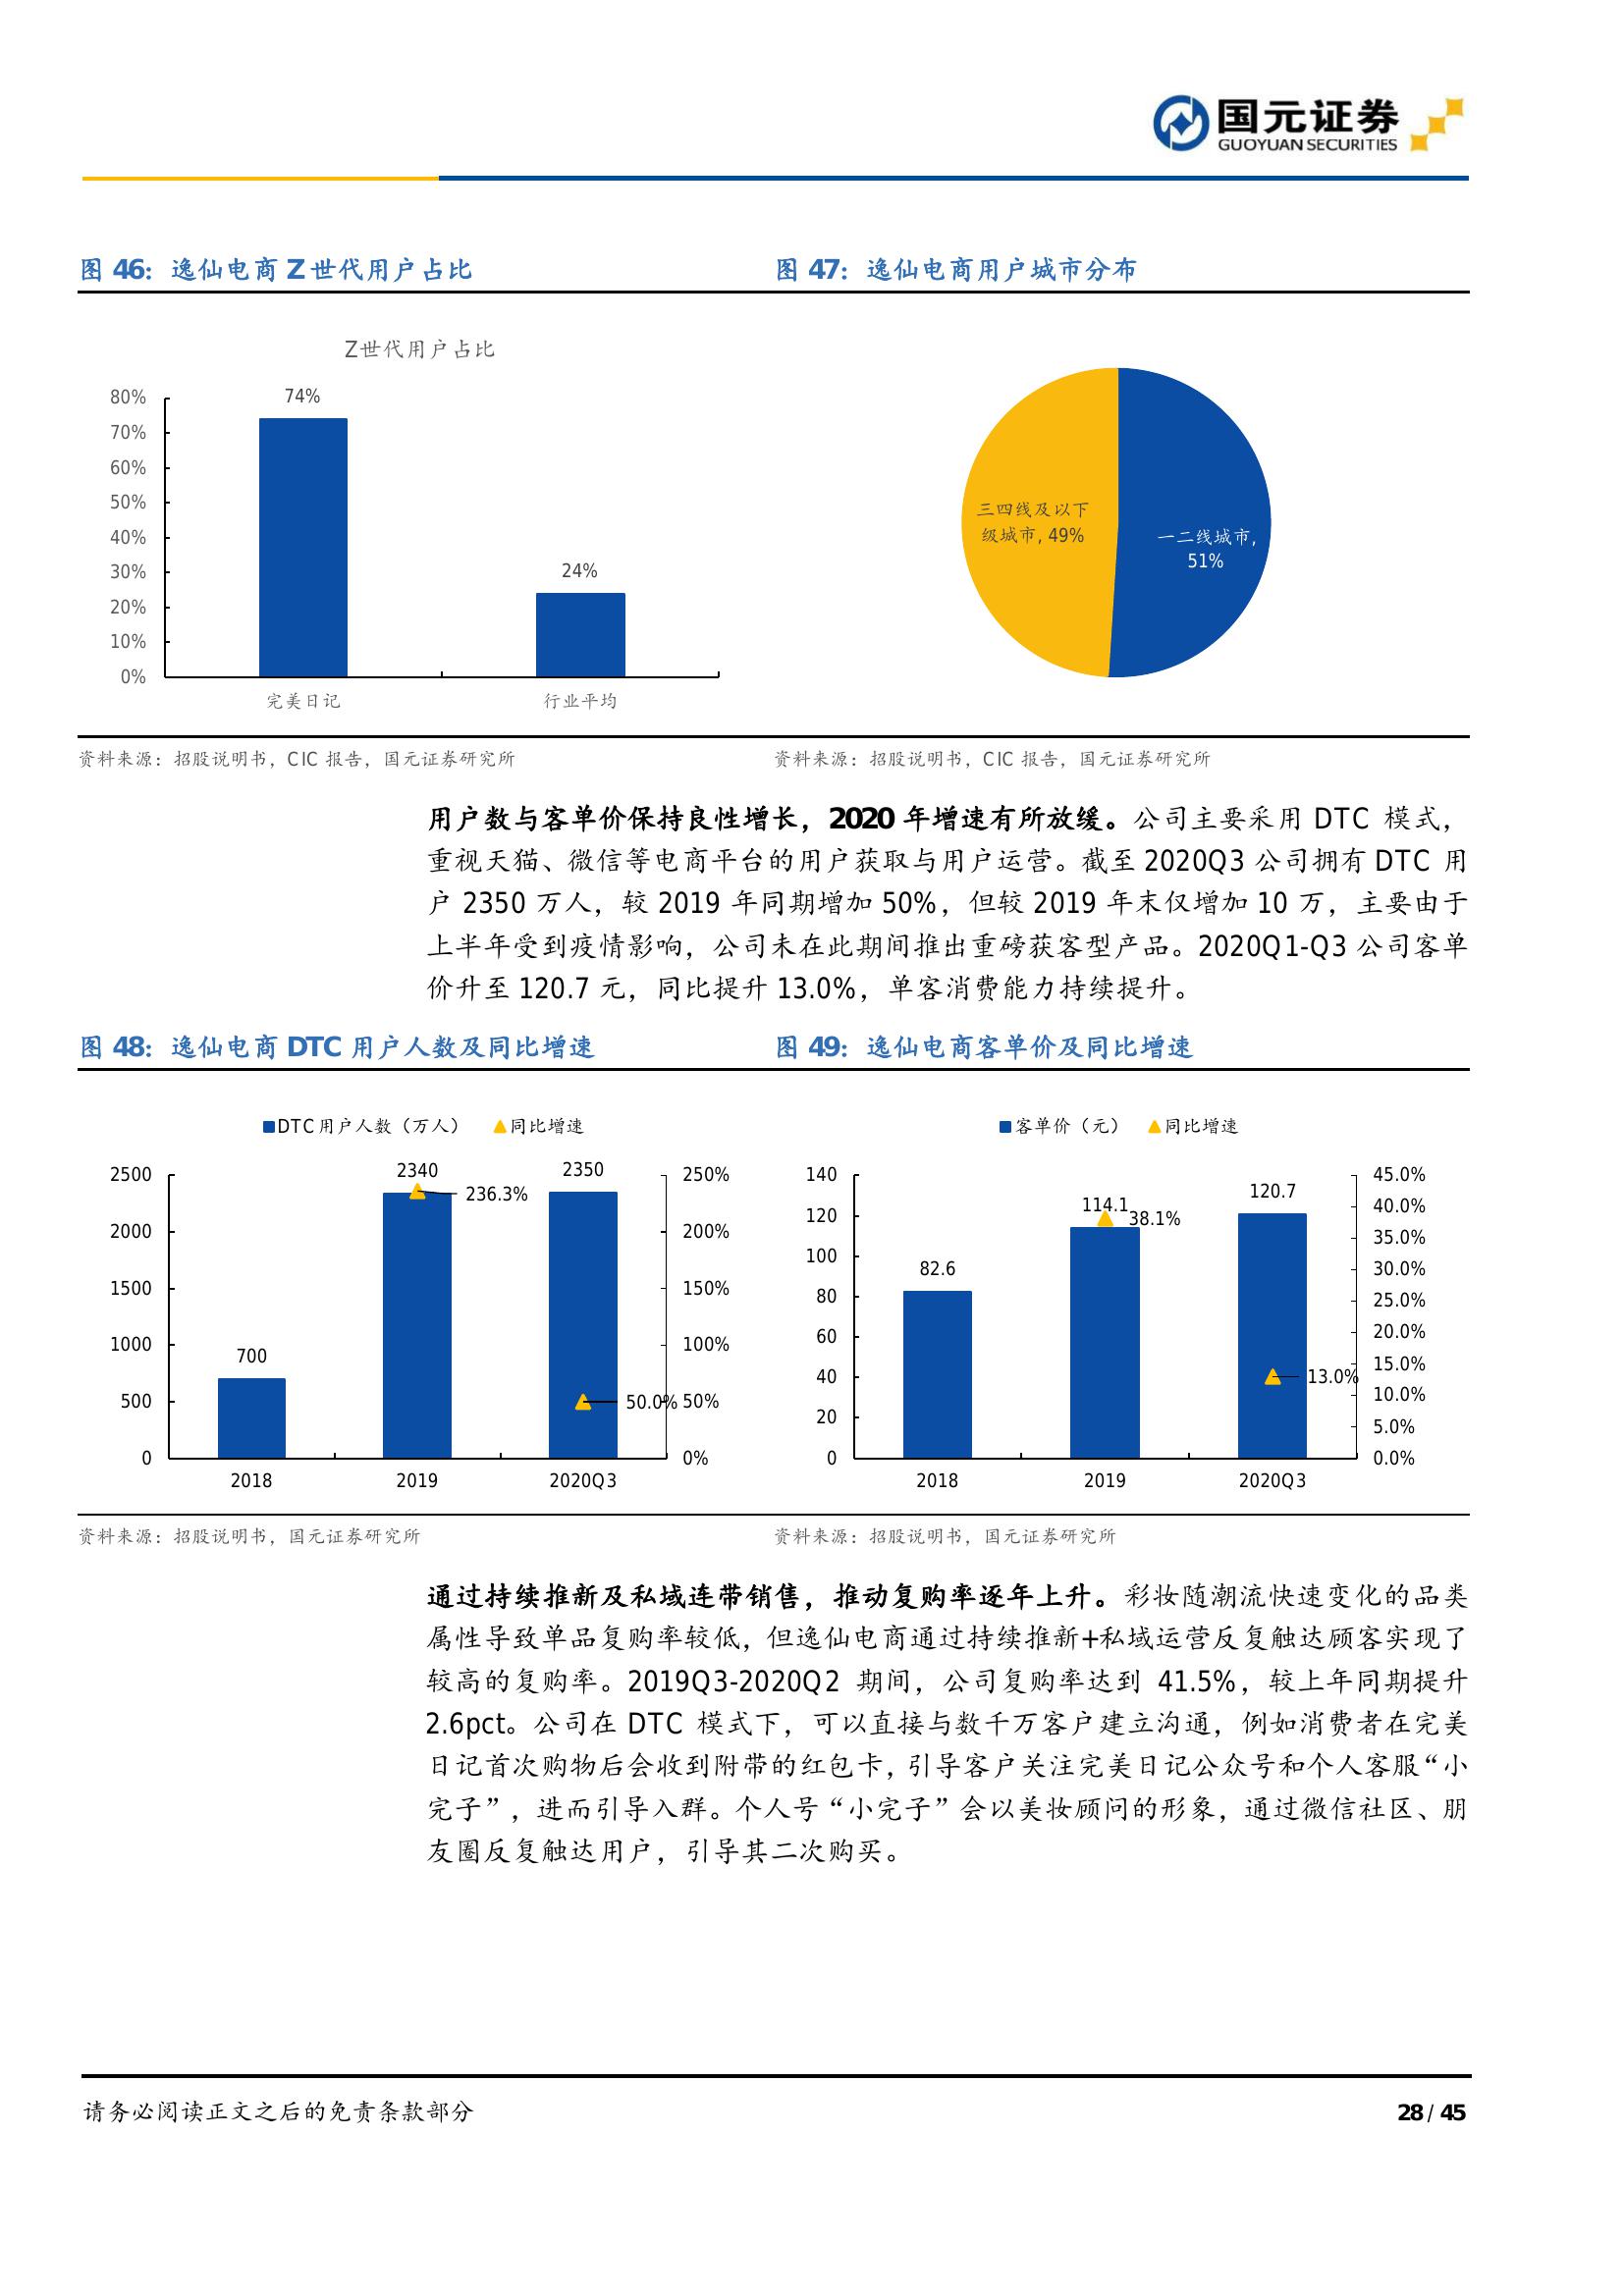 国元证券
GUOYUAN SECURITIES
图 46：逸仙电商 Z 世代用户占比
Z世代用户占比
80%
70%
60%
50%
40%
30%
20%
10%
0%
74%
24%
完美日记
行业平均
资料来源：招股说明书，CIC 报告，国元证券研究所
图 47：逸仙电商用户城市分布
三四线及以下
级城市, 49%
一二线城市,
51%
资料来源：招股说明书，CIC 报告，国元证券研究所
用户数与客单价保持良性增长，2020 年增速有所放缓。公司主要采用 DTC 模式，
重视天猫、微信等电商平台的用户获取与用户运营。截至 2020Q3 公司拥有 DTC 用
户 2350 万人，较 2019 年同期增加 50%，但较 2019 年末仅增加 10 万，主要由于
上半年受到疫情影响，公司未在此期间推出重磅获客型产品。2020Q1-Q3 公司客单
价升至 120.7 元，同比提升 13.0%，单客消费能力持续提升。
图 48：逸仙电商 DTC 用户人数及同比增速
DTC用户人数（万人）
同比增速
2500
2000
1500
1000
500
0
700
2340
2350
236.3%
50.0%
250%
200%
150%
100%
50%
0%
2018
2019
2020Q3
资料来源：招股说明书，国元证券研究所
图 49：逸仙电商客单价及同比增速
客单价（元）
同比增速
140
120
100
80
60
40
20
0
82.6
114.1
120.7
38.1%
13.0%
45.0%
40.0%
35.0%
30.0%
25.0%
20.0%
15.0%
10.0%
5.0%
0.0%
2018
2019
2020Q3
资料来源：招股说明书，国元证券研究所
通过持续推新及私域连带销售，推动复购率逐年上升。彩妆随潮流快速变化的品类
属性导致单品复购率较低，但逸仙电商通过持续推新+私域运营反复触达顾客实现了
较高的复购率。2019Q3-2020Q2 期间，公司复购率达到 41.5%，较上年同期提升
2.6pct。公司在 DTC 模式下，可以直接与数千万客户建立沟通，例如消费者在完美
日记首次购物后会收到附带的红包卡，引导客户关注完美日记公众号和个人客服“小
完子”，进而引导入群。个人号“小完子”会以美妆顾问的形象，通过微信社区、朋
友圈反复触达用户，引导其二次购买。
请务必阅读正文之后的免责条款部分
28 / 45